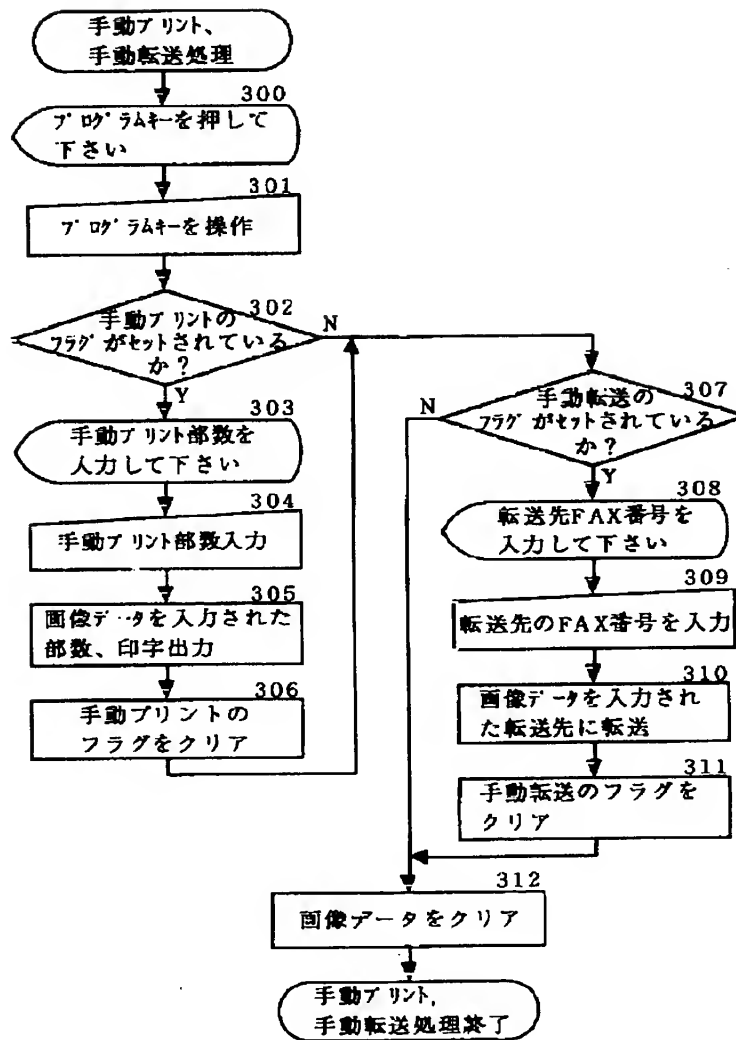 手動プリント、
手動転送処理
300
プログラムキーを押して
下さい
301
プログラムキーを操作
302
手動プリントの
フラグがセットされている
か?
N
Y
303
手動プリント部数を
入力して下さい
304
手動プリント部数入力
305
画像データを入力された
部数、印字出力
306
手動プリントの
フラグをクリア
307
手動転送の
フラグがセットされている
か?
N
Y
308
転送先FAX番号を
入力して下さい
309
転送先のFAX番号を入力
310
画像データを入力され
た転送先に転送
311
手動転送のフラグを
クリア
312
画像データをクリア
手動プリント,
手動転送処理終了